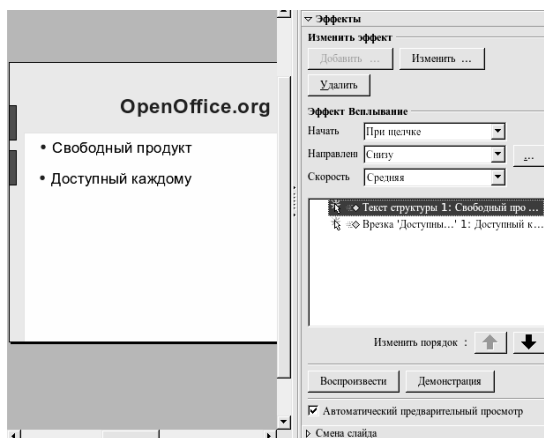 OpenOffice.org
• Свободный продукт
• Доступный каждому
Эффекты
Изменить эффект
Добавить ...
Изменить ...
Удалить
Эффект Всплывание
Начать
При щелчке
Направлен
Снизу
...
Скорость
Средняя
Текст структуры 1: Свободный про ...
Врезка 'Доступны...' 1: Доступный к...
Изменить порядок :
Воспроизвести
Демонстрация
Автоматический предварительный просмотр
Смена слайда